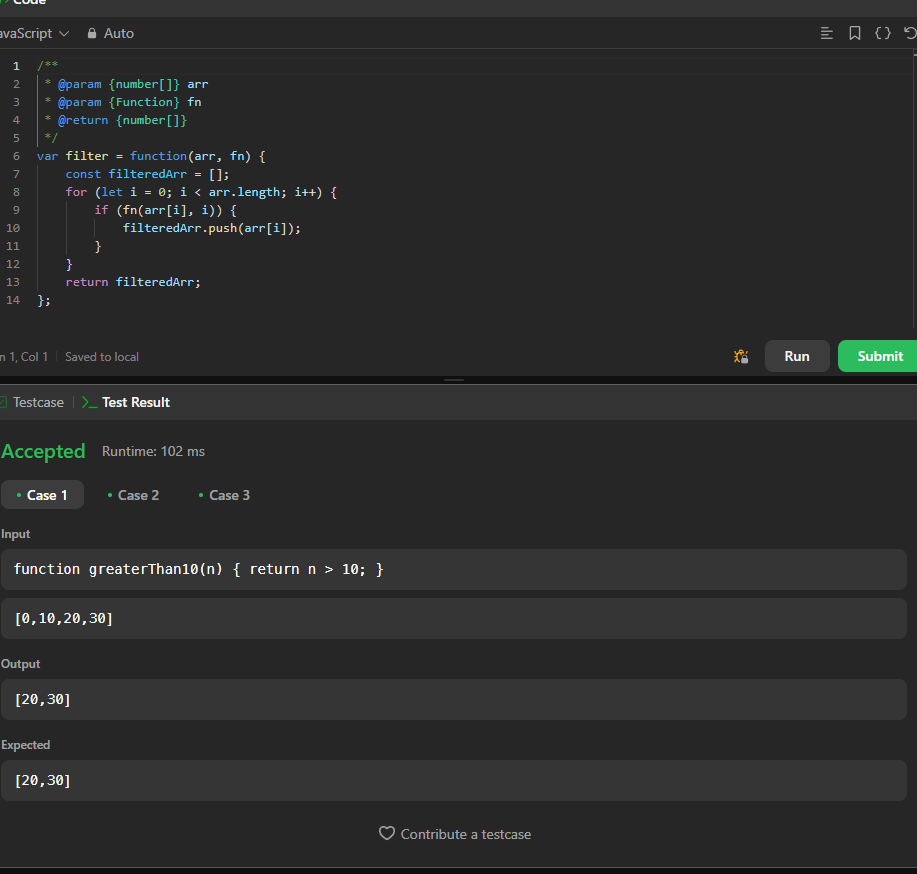 Code
avaScript Auto
1 /**
2 * @param {number[]} arr
3 * @param {Function} fn
4 * @return {number[]}
5 */
6 var filter = function(arr, fn) {
7 const filteredArr = [];
8 for (let i = 0; i < arr.length; i++) {
9 if (fn(arr[i], i)) {
10 filteredArr.push(arr[i]);
11 }
12 }
13 return filteredArr;
14 };
n 1, Col 1 Saved to local Run Submit
Testcase Test Result
Accepted Runtime: 102 ms
Case 1 Case 2 Case 3
Input
function greaterThan10(n) { return n > 10; }
[0,10,20,30]
Output
[20,30]
Expected
[20,30]
Contribute a testcase